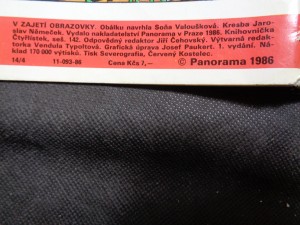 V ZAJETÍ OBRAZOVKY. Obálku navrhla Soňa Valoušková. Kresba Jaro-
slav Němeček. Vydalo nakladatelství Panorama v Praze 1986. Knihovnička
Čtyřlístek, seš. 142. Odpovědný redaktor Jiří Čehovský. Výtvarná redak-
torka Vendula Typoltová. Grafická úprava Josef Paukert. 1. vydání. Ná-
klad 170 000 výtisků. Tisk Severografia, Červený Kostelec.
14/4 11-093-86 Cena Kčs 7,— © Panorama 1986